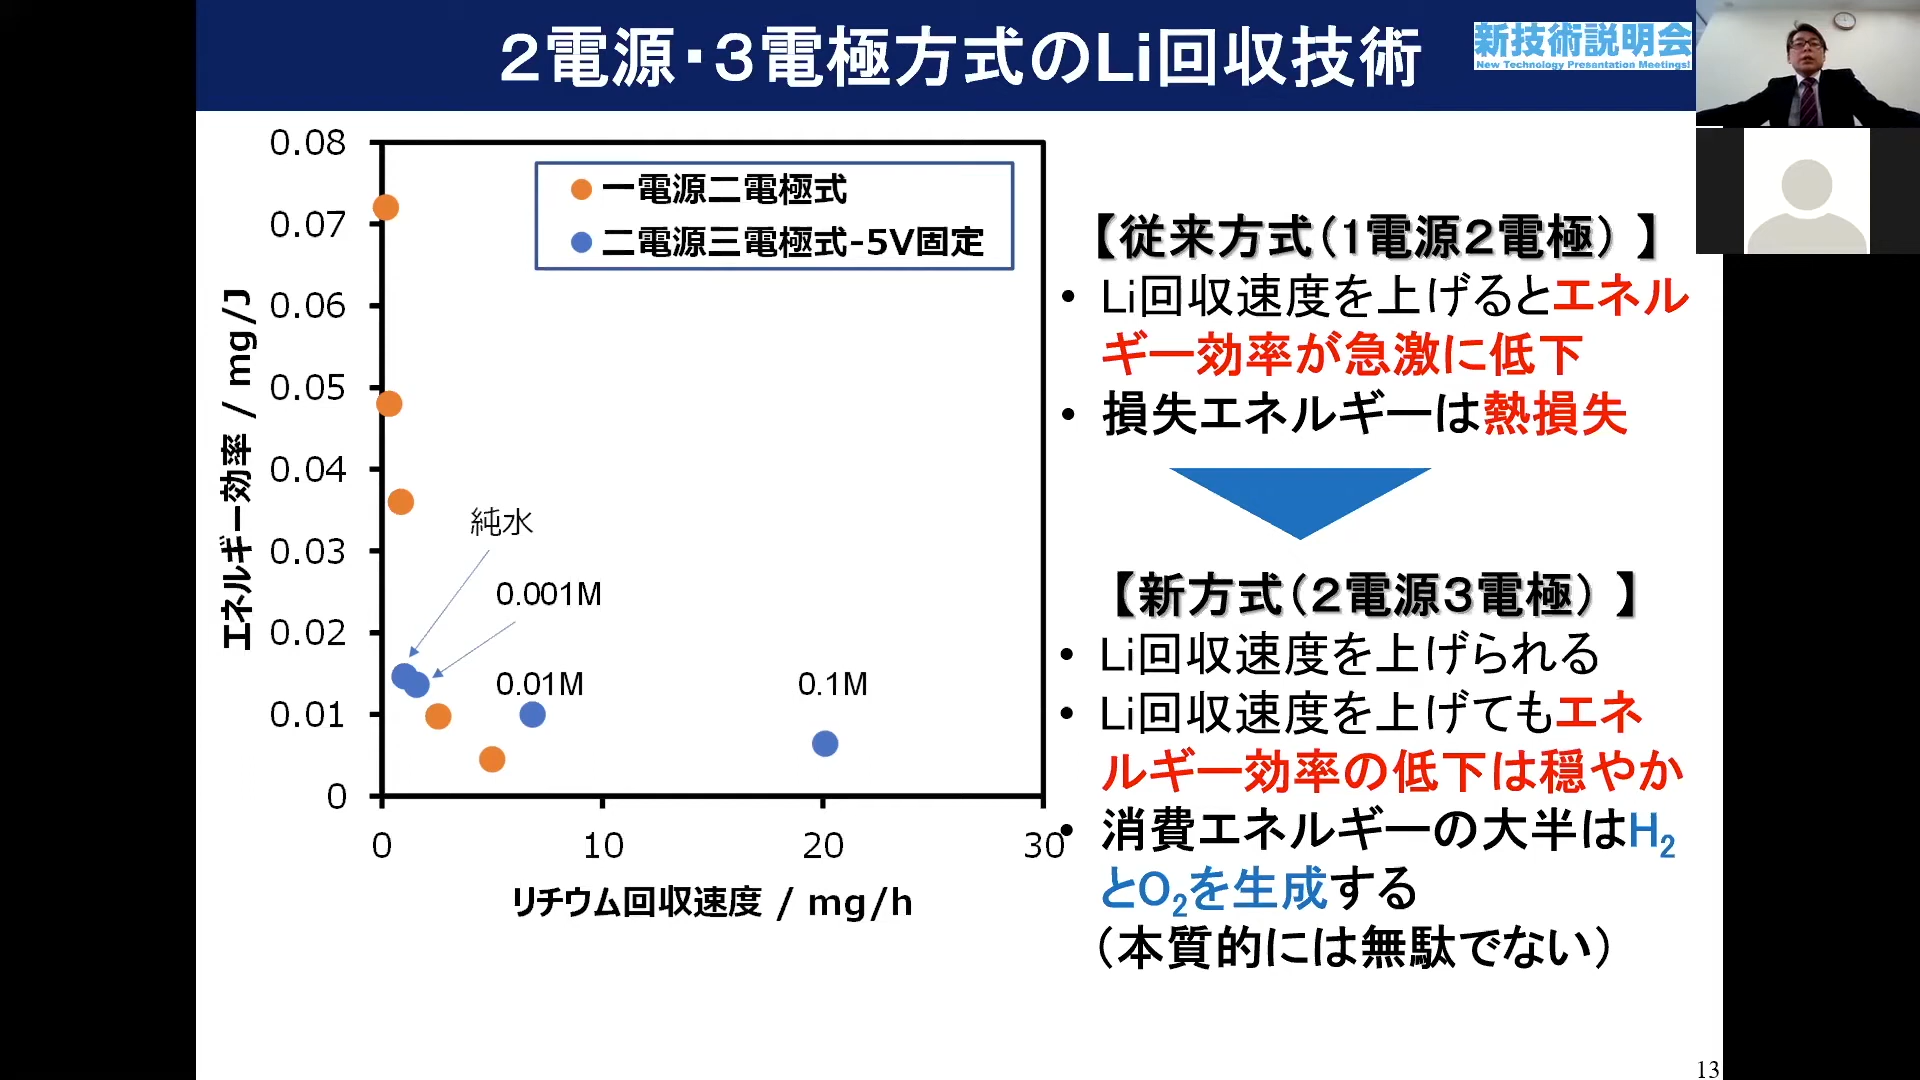 2電源・3電極方式のLi回収技術
新技術説明会
New Technology Presantation Meetings!
0.08
0.07
0.06
0.05
0.04
0.03
0.02
0.01
0
エネルギー効率 / mg/J
一電源二電極式
二電源三電極式-5V固定
純水
0.001M
0.01M
0.1M
0
10
20
30
リチウム回収速度 / mg/h
【従来方式(1電源2電極)】
• Li回収速度を上げるとエネル
ギー効率が急激に低下
• 損失エネルギーは熱損失
【新方式(2電源3電極)】
• Li回収速度を上げられる
• Li回収速度を上げてもエネ
ルギー効率の低下は穏やか
• 消費エネルギーの大半はH₂
とO₂を生成する
(本質的には無駄でない)
13